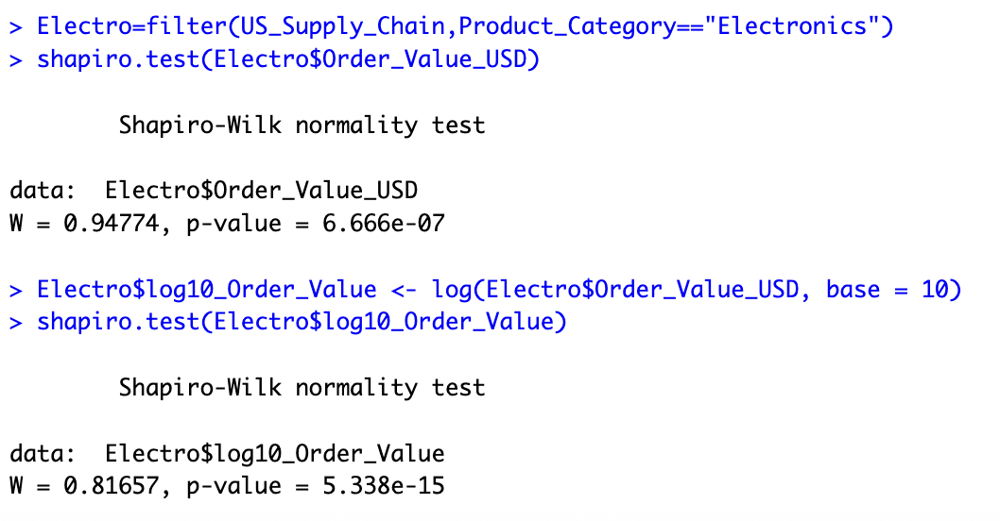 > Electro=filter(US_Supply_Chain,Product_Category=="Electronics")
> shapiro.test(Electro$Order_Value_USD)
Shapiro-Wilk normality test
data:  Electro$Order_Value_USD
W = 0.94774, p-value = 6.666e-07
> Electro$log10_Order_Value <- log(Electro$Order_Value_USD, base = 10)
> shapiro.test(Electro$log10_Order_Value)
Shapiro-Wilk normality test
data:  Electro$log10_Order_Value
W = 0.81657, p-value = 5.338e-15